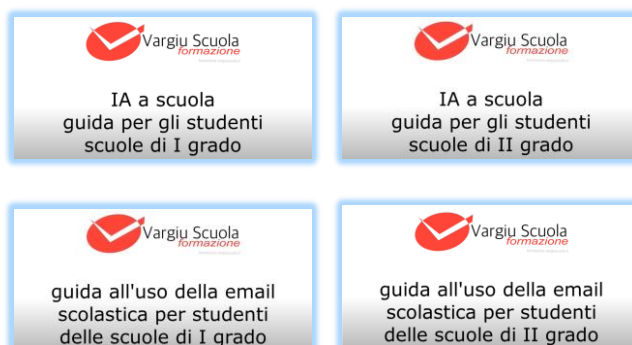 Vargiu Scuola
formazione
IA a scuola
guida per gli studenti
scuole di I grado
Vargiu Scuola
formazione
IA a scuola
guida per gli studenti
scuole di II grado
Vargiu Scuola
formazione
guida all'uso della email
scolastica per studenti
delle scuole di I grado
Vargiu Scuola
formazione
guida all'uso della email
scolastica per studenti
delle scuole di II grado